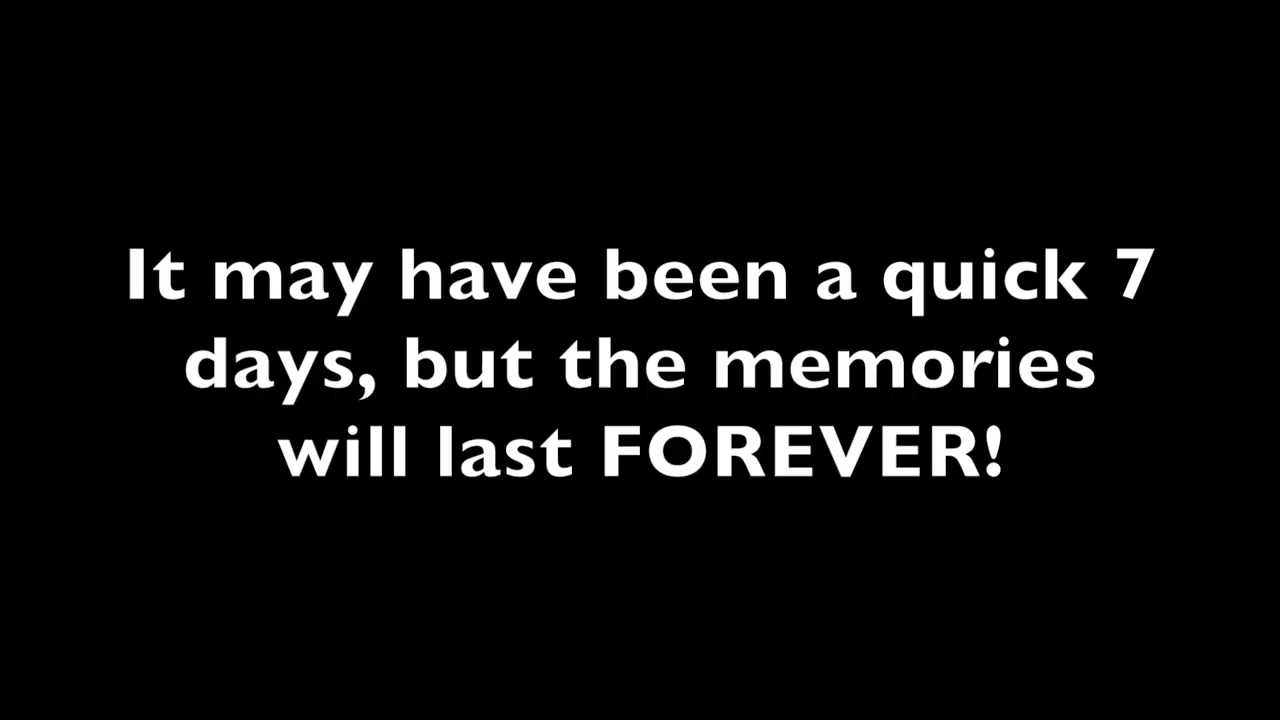 It may have been a quick 7
days, but the memories
will last FOREVER!